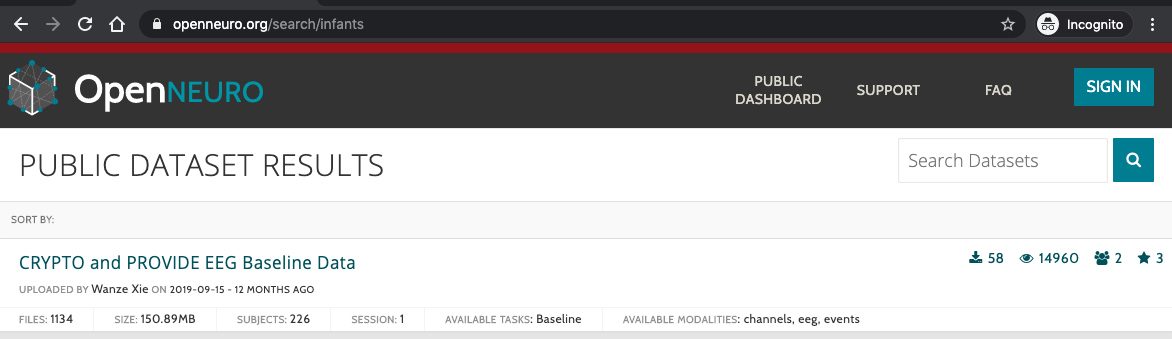 openneuro.org/search/infants
Incognito
OpenNEURO
PUBLIC DASHBOARD
SUPPORT
FAQ
SIGN IN
PUBLIC DATASET RESULTS
Search Datasets
SORT BY:
CRYPTO and PROVIDE EEG Baseline Data
58 14960 2 3
UPLOADED BY Wanze Xie ON 2019-09-15 - 12 MONTHS AGO
FILES: 1134 SIZE: 150.89MB SUBJECTS: 226 SESSION: 1 AVAILABLE TASKS: Baseline AVAILABLE MODALITIES: channels, eeg, events